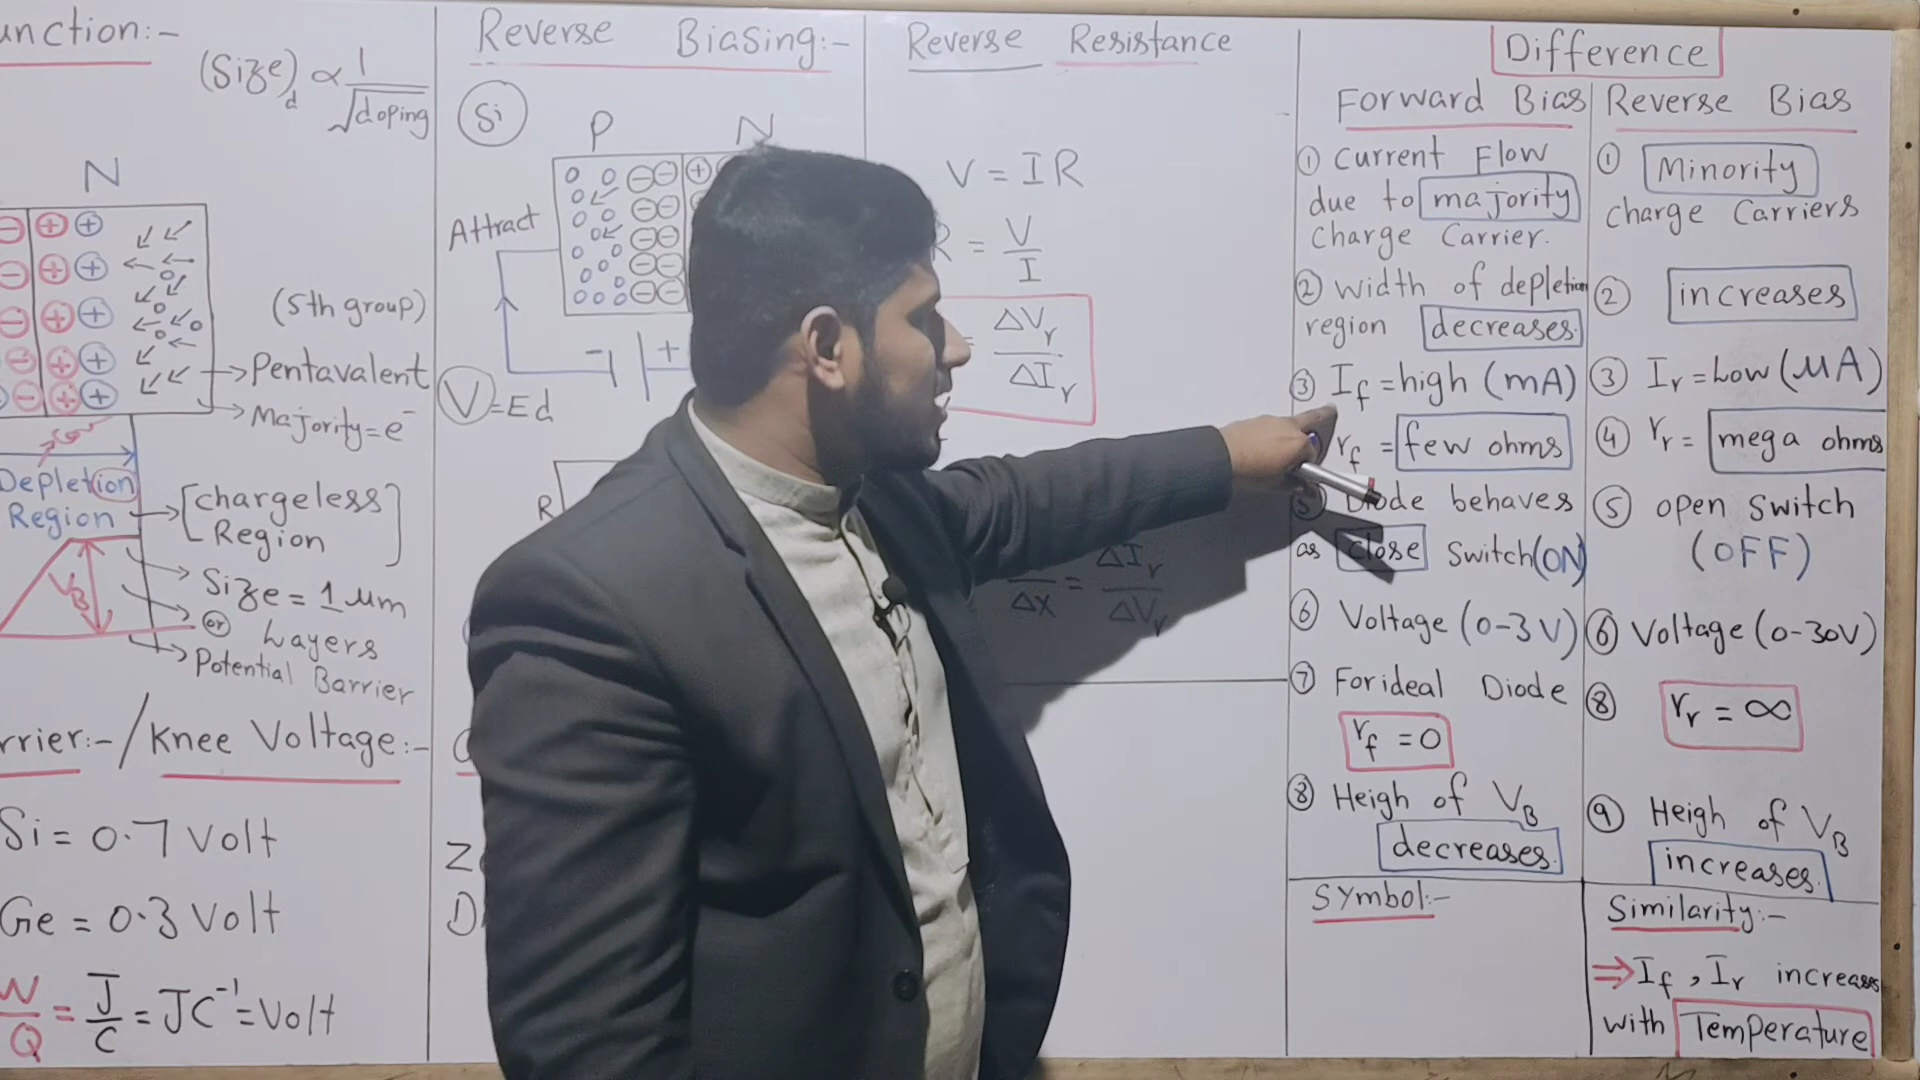 unction:-
(Size)d ∝ 1/√doping
N
(5th group)
Pentavalent
Majority=e⁻
Depletion
Region
[chargeless
Region]
VB
Size = 1 μm
(or) Layers
Potential Barrier
rrier:- / Knee Voltage:-
Si = 0.7 Volt
Ge = 0.3 Volt
W/Q = J/C = JC⁻¹ = Volt
Reverse Biasing:-
Si
P N
Attract
- +
V = Ed
R
Reverse Resistance
V = IR
R = V/I
= ΔVr/ΔIr
ΔX = ΔIr/ΔVr
Difference
Forward Bias
① Current Flow
due to majority
Charge Carrier.
② width of depletion
region decreases.
③ If = high (mA)
rf = few ohms
⑤ Diode behaves
as close Switch (ON)
⑥ Voltage (0-3V)
⑦ For ideal Diode
rf = 0
⑧ Heigh of VB
decreases.
Symbol:-
Reverse Bias
① Minority
Charge Carriers
② increases
③ Ir = Low (μA)
④ rr = mega ohms
⑤ open Switch
(OFF)
⑥ Voltage (0-30V)
⑧ rr = ∞
⑨ Heigh of VB
increases.
Similarity:-
⇒ If , Ir increases
with Temperature